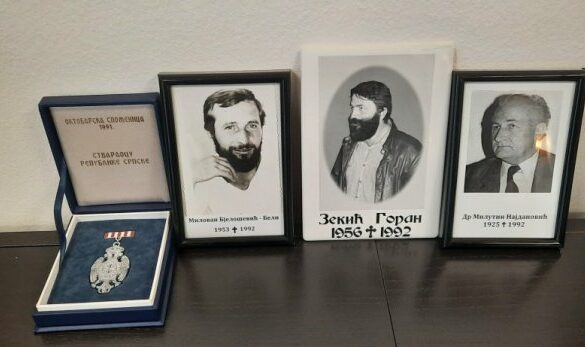 ОКТОБАРСКА СПОМЕНИЦА
1991.
СТВАРАОЦУ
РЕПУБЛИКЕ СРПСКЕ
Милован Бјелошевић - Бели
1953 ✝ 1992
Зекић Горан
1956 ✝ 1992
Др Милутин Најдановић
1925 ✝ 1992